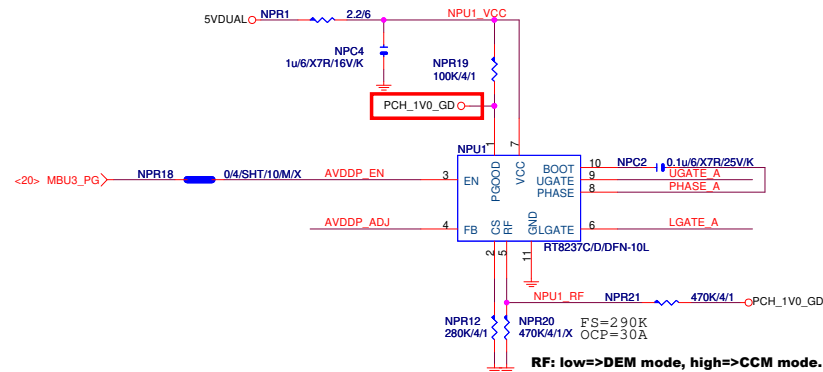 5VDUAL NPR1 2.2/6 NPU1_VCC
NPC4
1u/6/X7R/16V/K
NPR19
100K/4/1
PCH_1V0_GD
NPU1
1
7
<20> MBU3_PG
NPR18
0/4/SHT/10/M/X
AVDDP_EN
3
EN
PGOOD
VCC
BOOT
UGATE
PHASE
10
9
8
NPC2
0.1u/6/X7R/25V/K
UGATE_A
PHASE_A
AVDDP_ADJ
4
FB
CS
RF
GND
LGATE
6
LGATE_A
RT8237C/D/DFN-10L
2
5
11
NPU1_RF
NPR21
470K/4/1
PCH_1V0_GD
NPR12
280K/4/1
NPR20
470K/4/1/X
FS=290K
OCP=30A
RF: low=>DEM mode, high=>CCM mode.